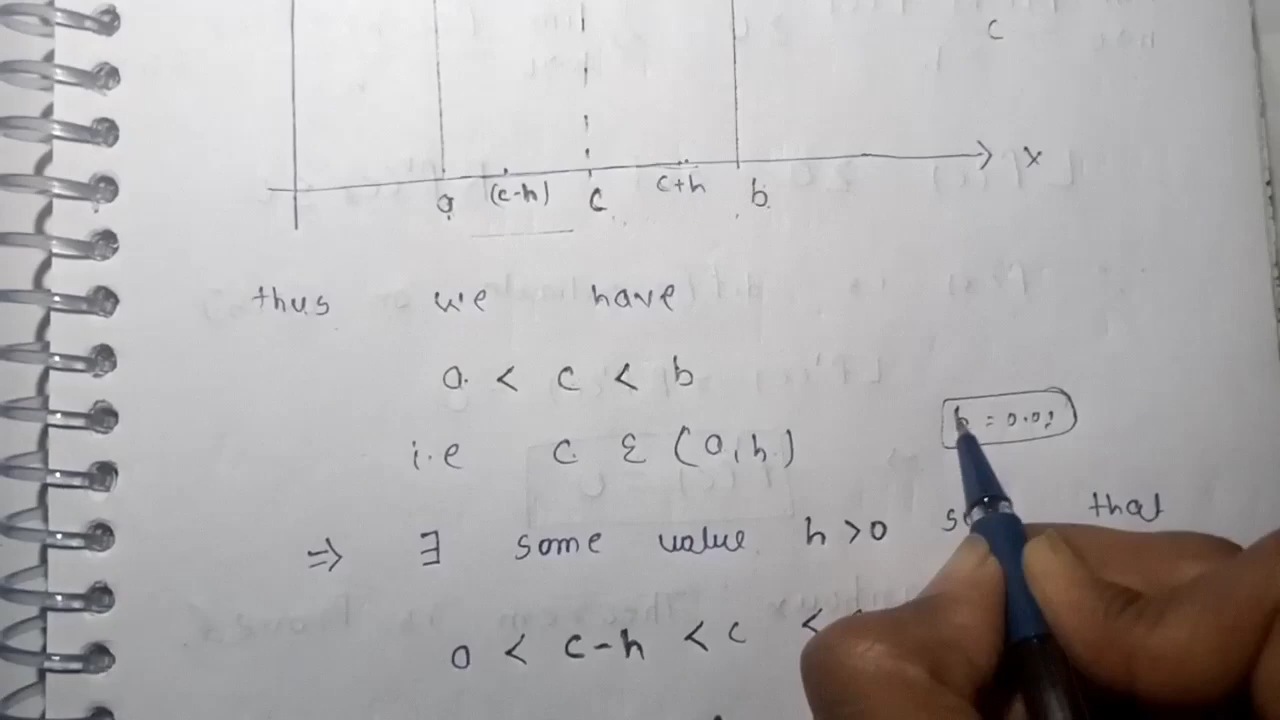 c
x
a (c-h) c c+h b
thus we have
a < c < b
i.e c ε (a,b)
h = 0.01
=> ∃ some value h >0 that
a < c-h < c <